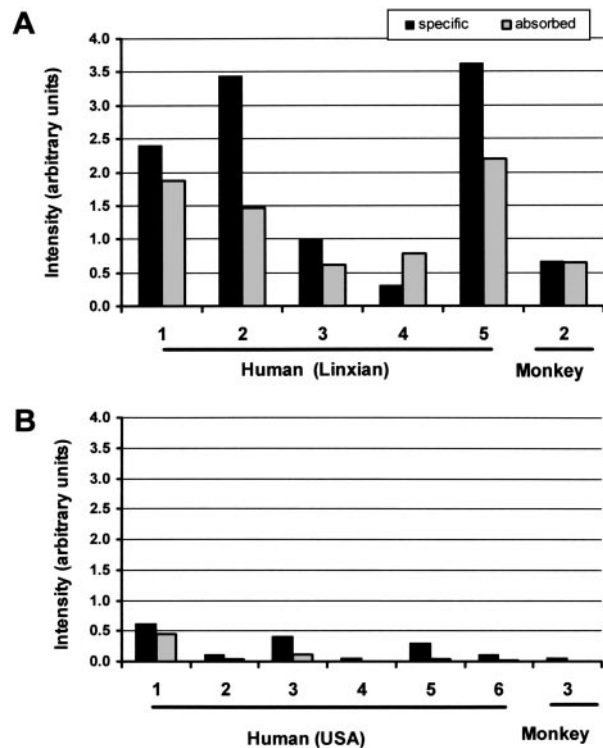 A
specific absorbed
Intensity (arbitrary units)
4.0
3.5
3.0
2.5
2.0
1.5
1.0
0.5
0.0
1 2 3 4 5 2
Human (Linxian) Monkey
B
Intensity (arbitrary units)
4.0
3.5
3.0
2.5
2.0
1.5
1.0
0.5
0.0
1 2 3 4 5 6 3
Human (USA) Monkey